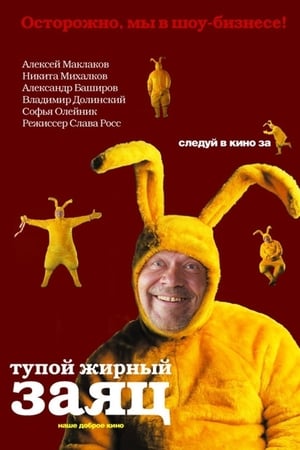 Осторожно, мы в шоу-бизнесе!
Алексей Маклаков
Никита Михалков
Александр Баширов
Владимир Долинский
Софья Олейник
Режиссер Слава Росс
следуй в кино за
тупой жирный
заяц
наше доброе кино